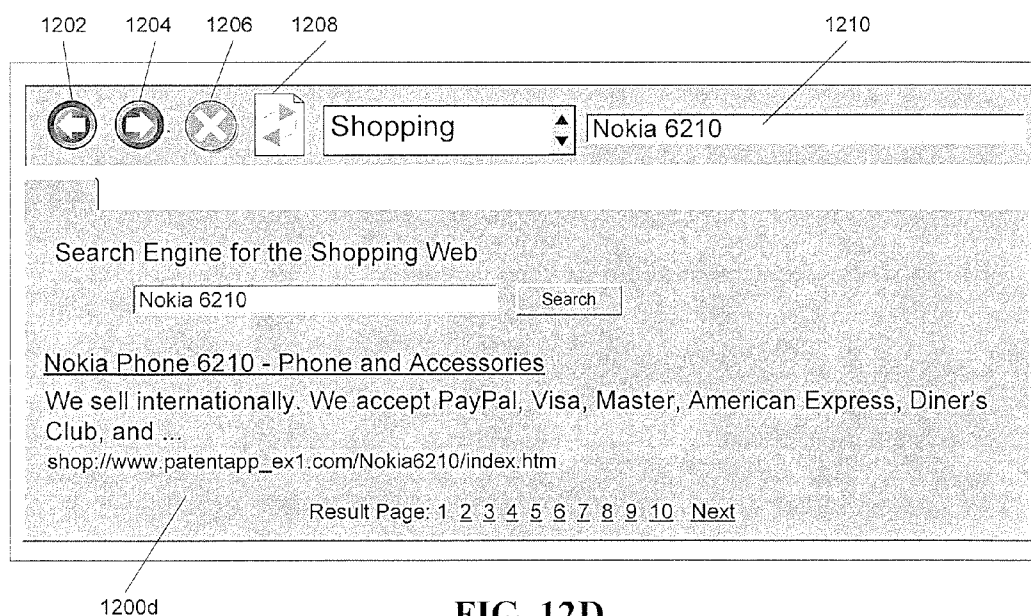 1202 1204 1206 1208 1210
Shopping Nokia 6210
Search Engine for the Shopping Web
Nokia 6210 Search
Nokia Phone 6210 - Phone and Accessories
We sell internationally. We accept PayPal, Visa, Master, American Express, Diner's
Club, and ...
shop://www.patentapp_ex1.com/Nokia6210/index.htm
Result Page: 1 2 3 4 5 6 7 8 9 10 Next
1200d
FIG. 12D